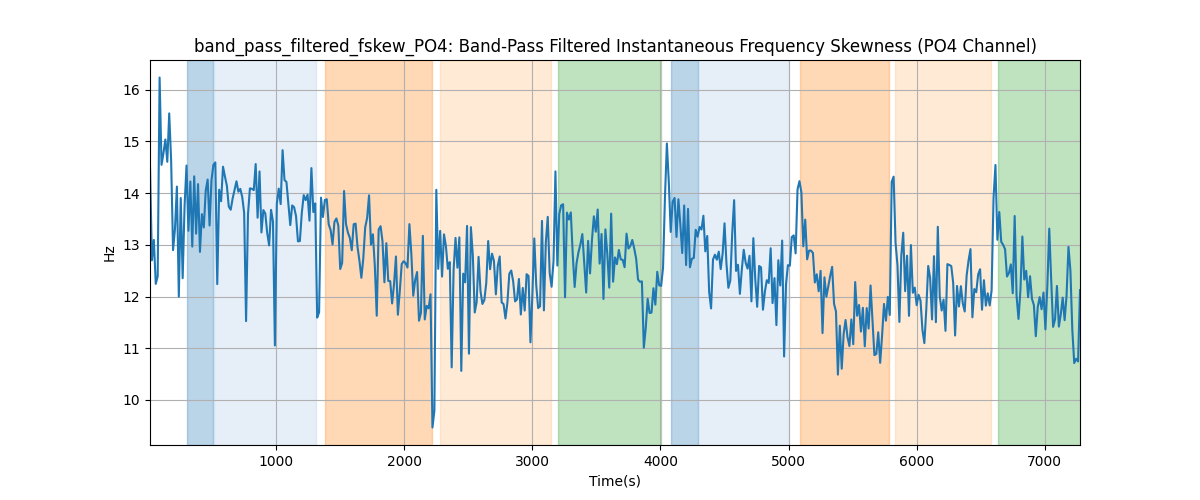 band_pass_filtered_fskew_PO4: Band-Pass Filtered Instantaneous Frequency Skewness (PO4 Channel)
16
15
14
13
12
11
10
Hz
1000 2000 3000 4000 5000 6000 7000
Time(s)